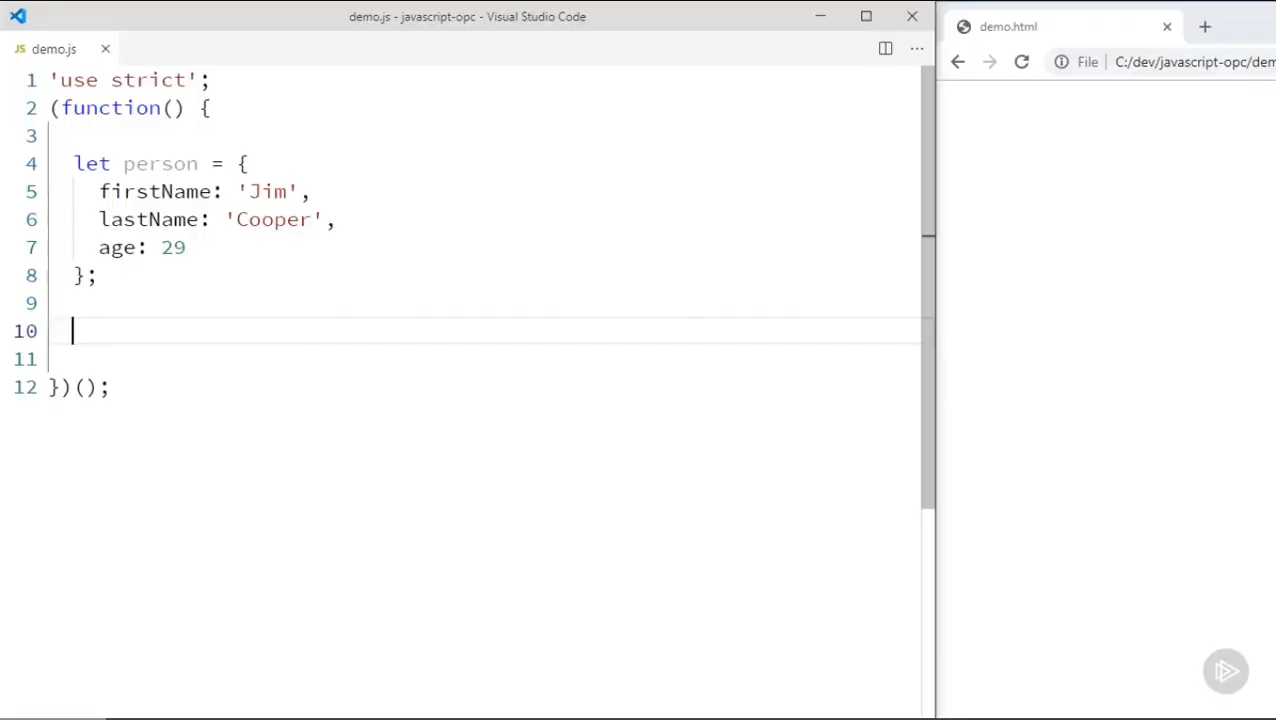 demo.js - javascript-opc - Visual Studio Code
JS demo.js
demo.html
File | C:/dev/javascript-opc/dem
1 'use strict';
2 (function() {
3
4 let person = {
5 firstName: 'Jim',
6 lastName: 'Cooper',
7 age: 29
8 };
9
10
11
12 })();